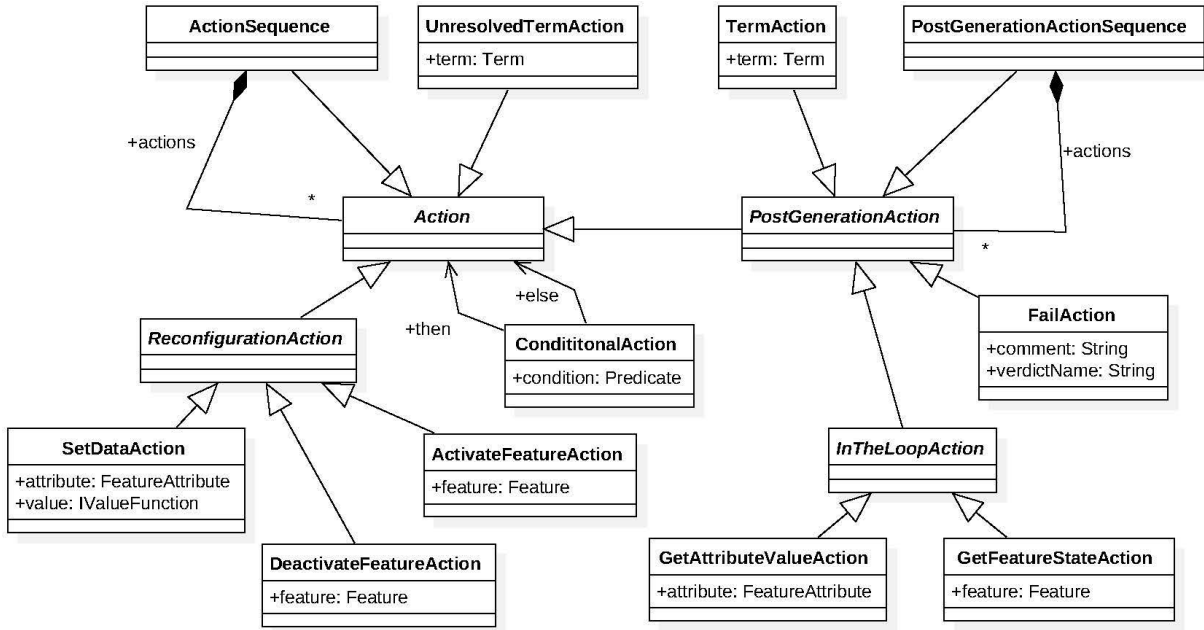 ActionSequence
UnresolvedTermAction
+term: Term
TermAction
+term: Term
PostGenerationActionSequence
+actions
*
+actions
*
Action
PostGenerationAction
+then
+else
ReconfigurationAction
CondititonalAction
+condition: Predicate
FailAction
+comment: String
+verdictName: String
SetDataAction
+attribute: FeatureAttribute
+value: IValueFunction
ActivateFeatureAction
+feature: Feature
InTheLoopAction
DeactivateFeatureAction
+feature: Feature
GetAttributeValueAction
+attribute: FeatureAttribute
GetFeatureStateAction
+feature: Feature